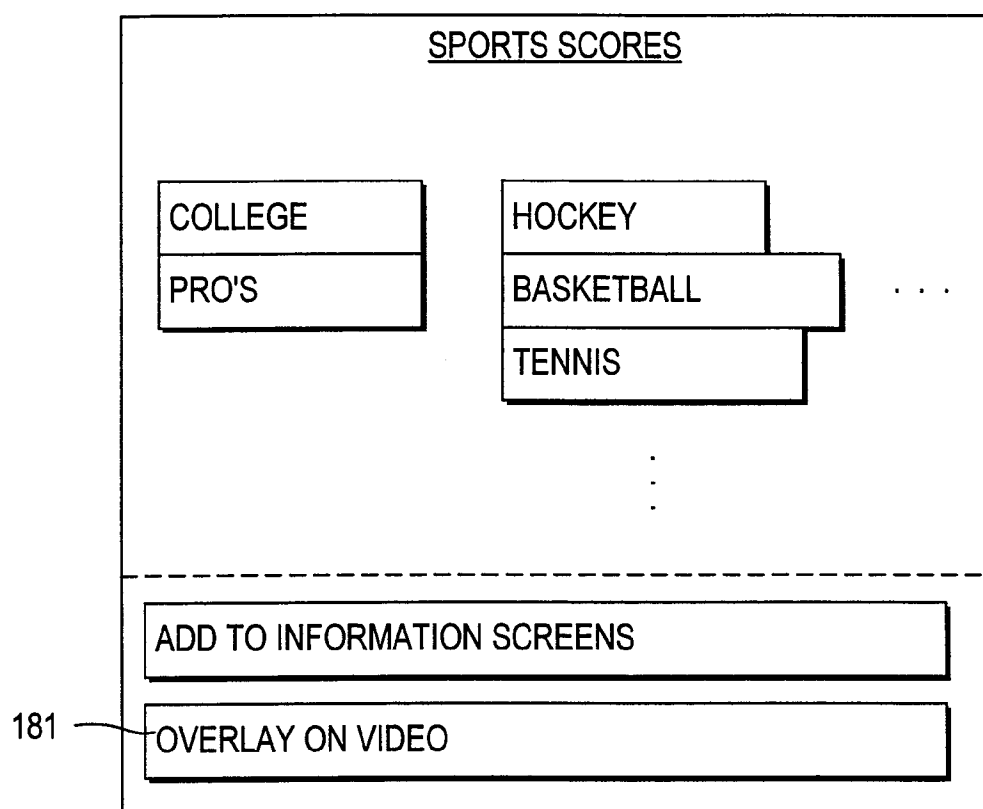 SPORTS SCORES
COLLEGE
PRO'S
HOCKEY
BASKETBALL
. . .
TENNIS
ADD TO INFORMATION SCREENS
181
OVERLAY ON VIDEO